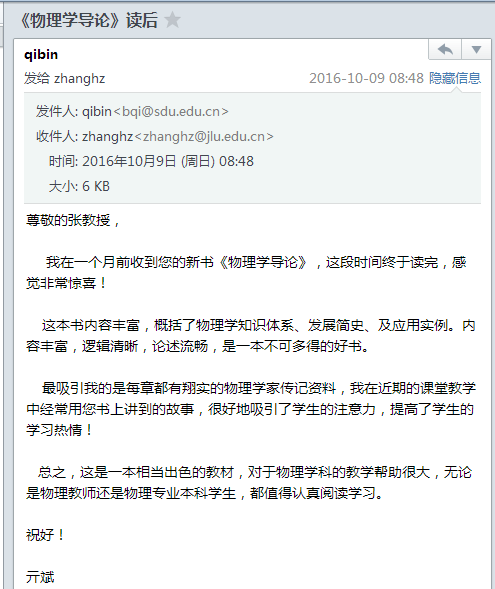 《物理学导论》读后
qibin
发给 zhanghz
2016-10-09 08:48 隐藏信息
发件人: qibin<bqi@sdu.edu.cn>
收件人: zhanghz<zhanghz@jlu.edu.cn>
时间: 2016年10月9日 (周日) 08:48
大小: 6 KB
尊敬的张教授，
我在一个月前收到您的新书《物理学导论》，这段时间终于读完，感
觉非常惊喜！
这本书内容丰富，概括了物理学知识体系、发展简史、及应用实例。内
容丰富，逻辑清晰，论述流畅，是一本不可多得的好书。
最吸引我的是每章都有翔实的物理学家传记资料，我在近期的课堂教学
中经常用您书上讲到的故事，很好地吸引了学生的注意力，提高了学生的
学习热情！
总之，这是一本相当出色的教材，对于物理学科的教学帮助很大，无论
是物理教师还是物理专业本科学生，都值得认真阅读学习。
祝好！
亓斌